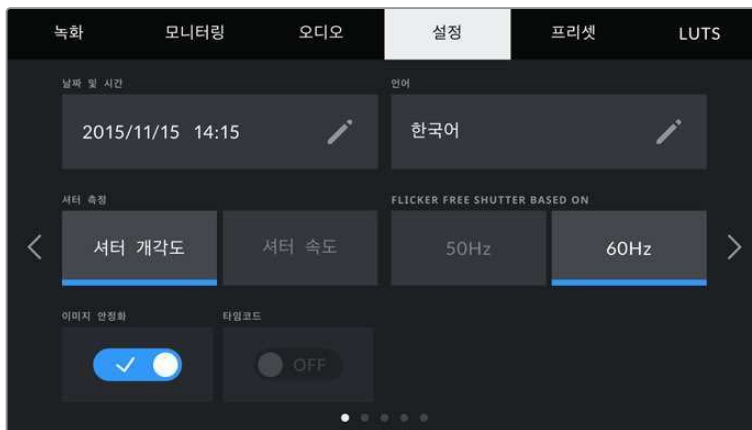 녹화 모니터링 오디오 설정 프리셋 LUTS
날짜 및 시간 언어
2015/11/15 14:15 한국어
셔터 측정 FLICKER FREE SHUTTER BASED ON
셔터 개각도 셔터 속도 50Hz 60Hz
이미지 안정화 타임코드
OFF